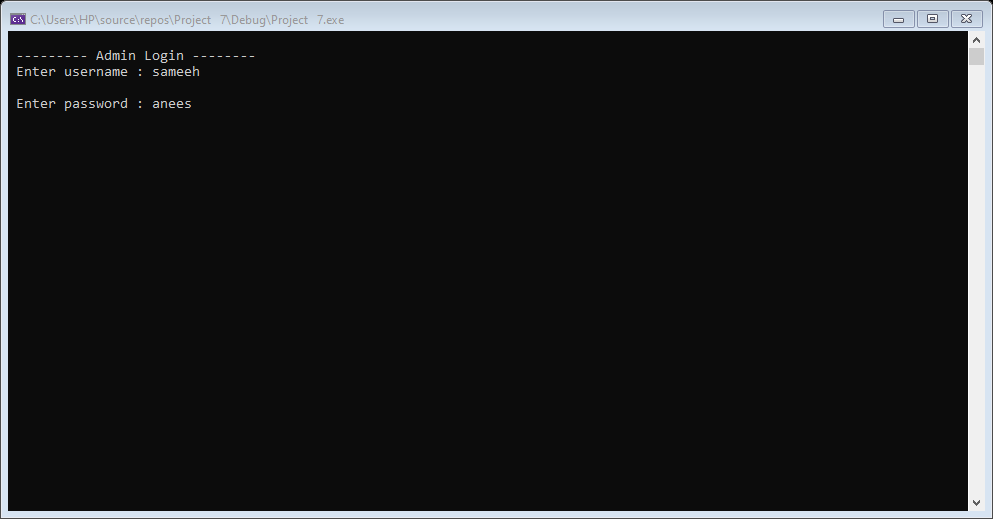 C:\Users\HP\source\repos\Project  7\Debug\Project  7.exe
--------- Admin Login --------
Enter username : sameeh
Enter password : anees